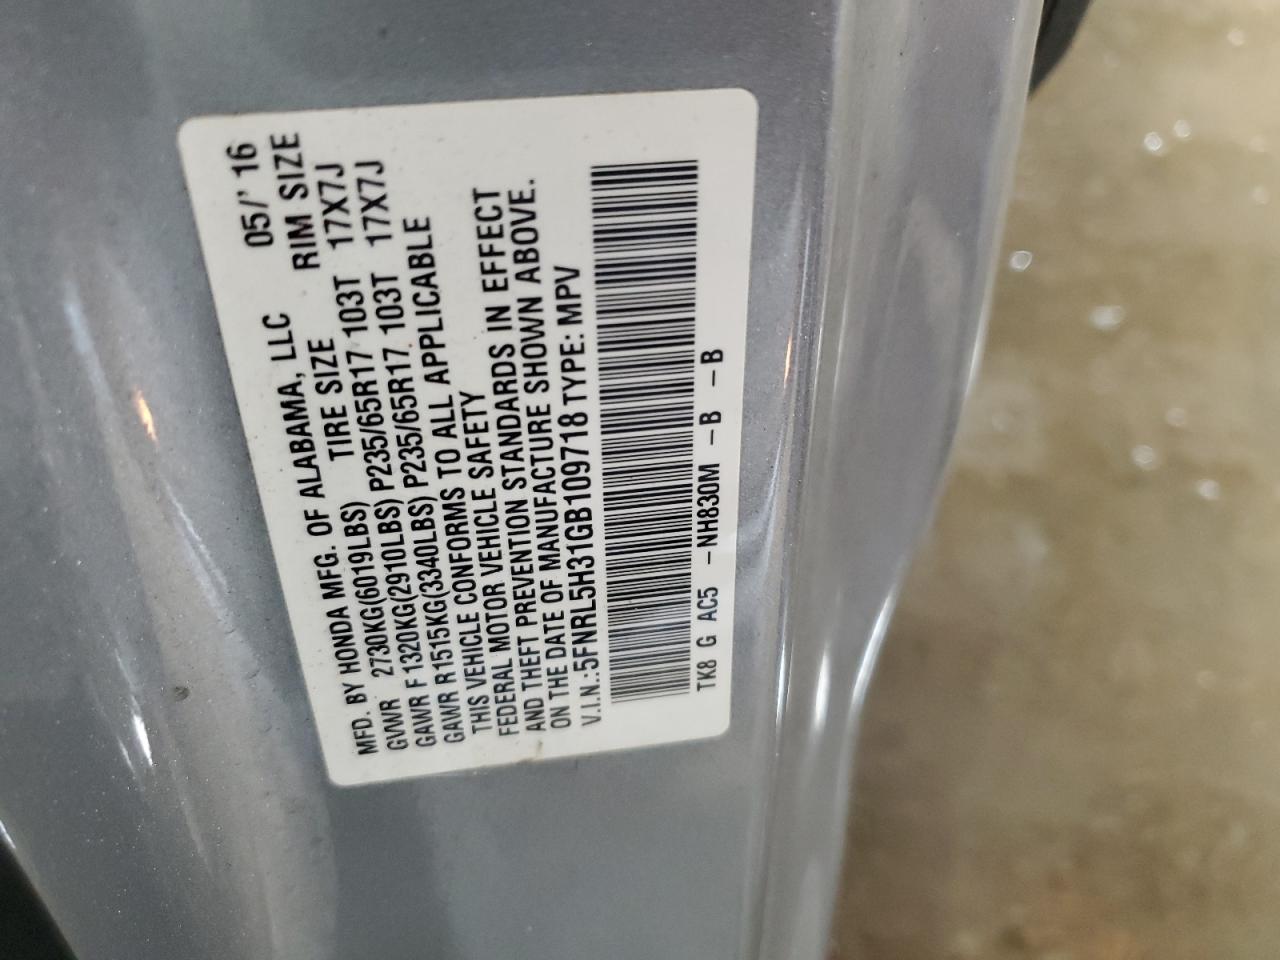 MFD. BY HONDA MFG. OF ALABAMA, LLC 05/' 16
GVWR 2730KG(6019LBS) TIRE SIZE RIM SIZE
GAWR F 1320KG(2910LBS) P235/65R17 103T 17X7J
GAWR R1515KG(3340LBS) P235/65R17 103T 17X7J
THIS VEHICLE CONFORMS TO ALL APPLICABLE
FEDERAL MOTOR VEHICLE SAFETY
AND THEFT PREVENTION STANDARDS IN EFFECT
ON THE DATE OF MANUFACTURE SHOWN ABOVE.
V.I.N.:5FNRL5H31GB109718 TYPE: MPV
TK8 G AC5 -NH830M -B -B